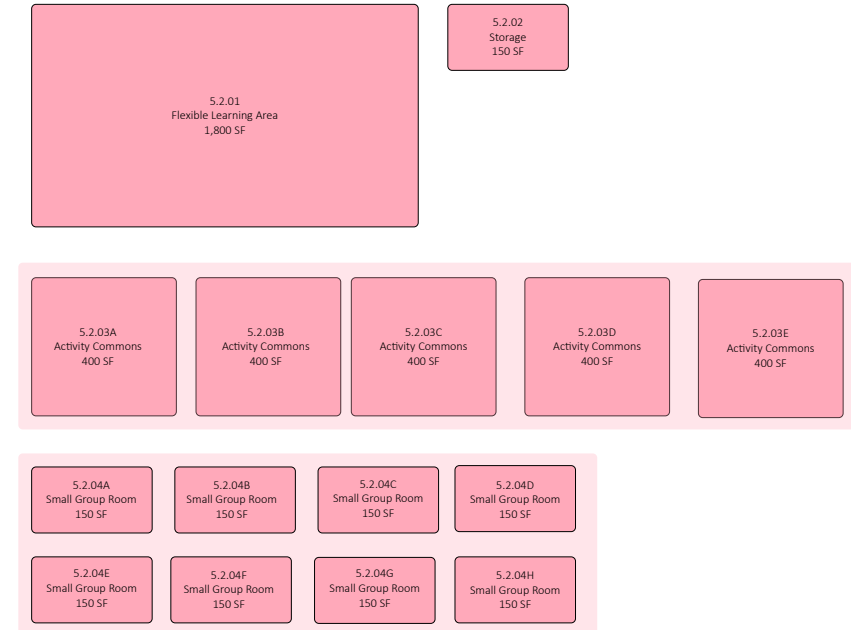 5.2.01
Flexible Learning Area
1,800 SF
5.2.02
Storage
150 SF
5.2.03A
Activity Commons
400 SF
5.2.03B
Activity Commons
400 SF
5.2.03C
Activity Commons
400 SF
5.2.03D
Activity Commons
400 SF
5.2.03E
Activity Commons
400 SF
5.2.04A
Small Group Room
150 SF
5.2.04B
Small Group Room
150 SF
5.2.04C
Small Group Room
150 SF
5.2.04D
Small Group Room
150 SF
5.2.04E
Small Group Room
150 SF
5.2.04F
Small Group Room
150 SF
5.2.04G
Small Group Room
150 SF
5.2.04H
Small Group Room
150 SF